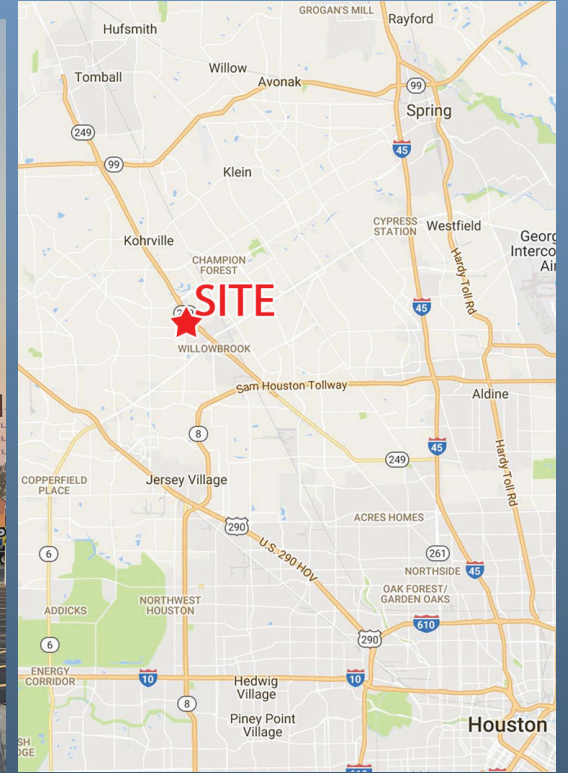 GROGAN'S MILL
Rayford
Hufsmith
Willow
Tomball
Avonak
99
Spring
249
45
99
Klein
CYPRESS
STATION
Westfield
Kohrville
CHAMPION
FOREST
Hardy Toll Rd
SITE
45
WILLOWBROOK
Sam Houston Tollway
Aldine
8
45
249
Hardy Toll Rd
COPPERFIELD
PLACE
Jersey Village
290
ACRES HOMES
U.S. 290 HOV
6
261
NORTHSIDE
45
ADDICKS
NORTHWEST
HOUSTON
OAK FOREST/
GARDEN OAKS
610
290
6
ENERGY
CORRIDOR
10
Hedwig
Village
10
8
Piney Point
Village
Houston